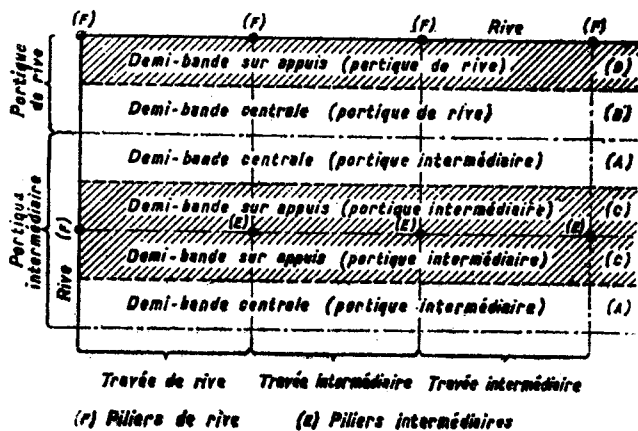 (F) (F) (F) Rive (F)
Portique de rive
Demi-bande sur appuis (portique de rive) (D)
Demi-bande centrale (portique de rive) (B)
Portique intermédiaire
Rive (F)
Demi-bande centrale (portique intermédiaire) (A)
Demi-bande sur appuis (portique intermédiaire) (C)
(E) (E) (E)
Demi-bande sur appuis (portique intermédiaire) (C)
Demi-bande centrale (portique intermédiaire) (A)
Travée de rive Travée intermédiaire Travée intermédiaire
(F) Piliers de rive (E) Piliers intermédiaires